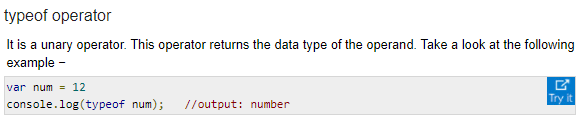 typeof operator
It is a unary operator. This operator returns the data type of the operand. Take a look at the following
example −
var num = 12
console.log(typeof num);   //output: number
Try it